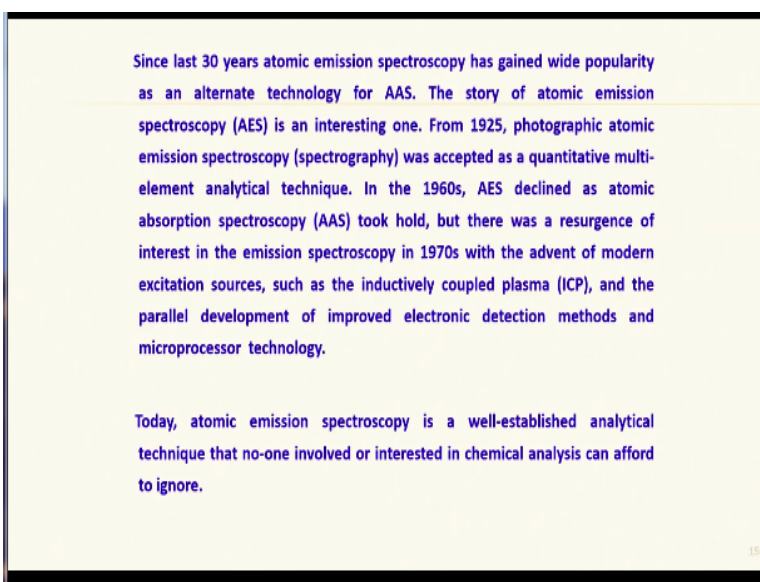 Since last 30 years atomic emission spectroscopy has gained wide popularity
as an alternate technology for AAS. The story of atomic emission
spectroscopy (AES) is an interesting one. From 1925, photographic atomic
emission spectroscopy (spectrography) was accepted as a quantitative multi-
element analytical technique. In the 1960s, AES declined as atomic
absorption spectroscopy (AAS) took hold, but there was a resurgence of
interest in the emission spectroscopy in 1970s with the advent of modern
excitation sources, such as the inductively coupled plasma (ICP), and the
parallel development of improved electronic detection methods and
microprocessor technology.
Today, atomic emission spectroscopy is a well-established analytical
technique that no-one involved or interested in chemical analysis can afford
to ignore.
15